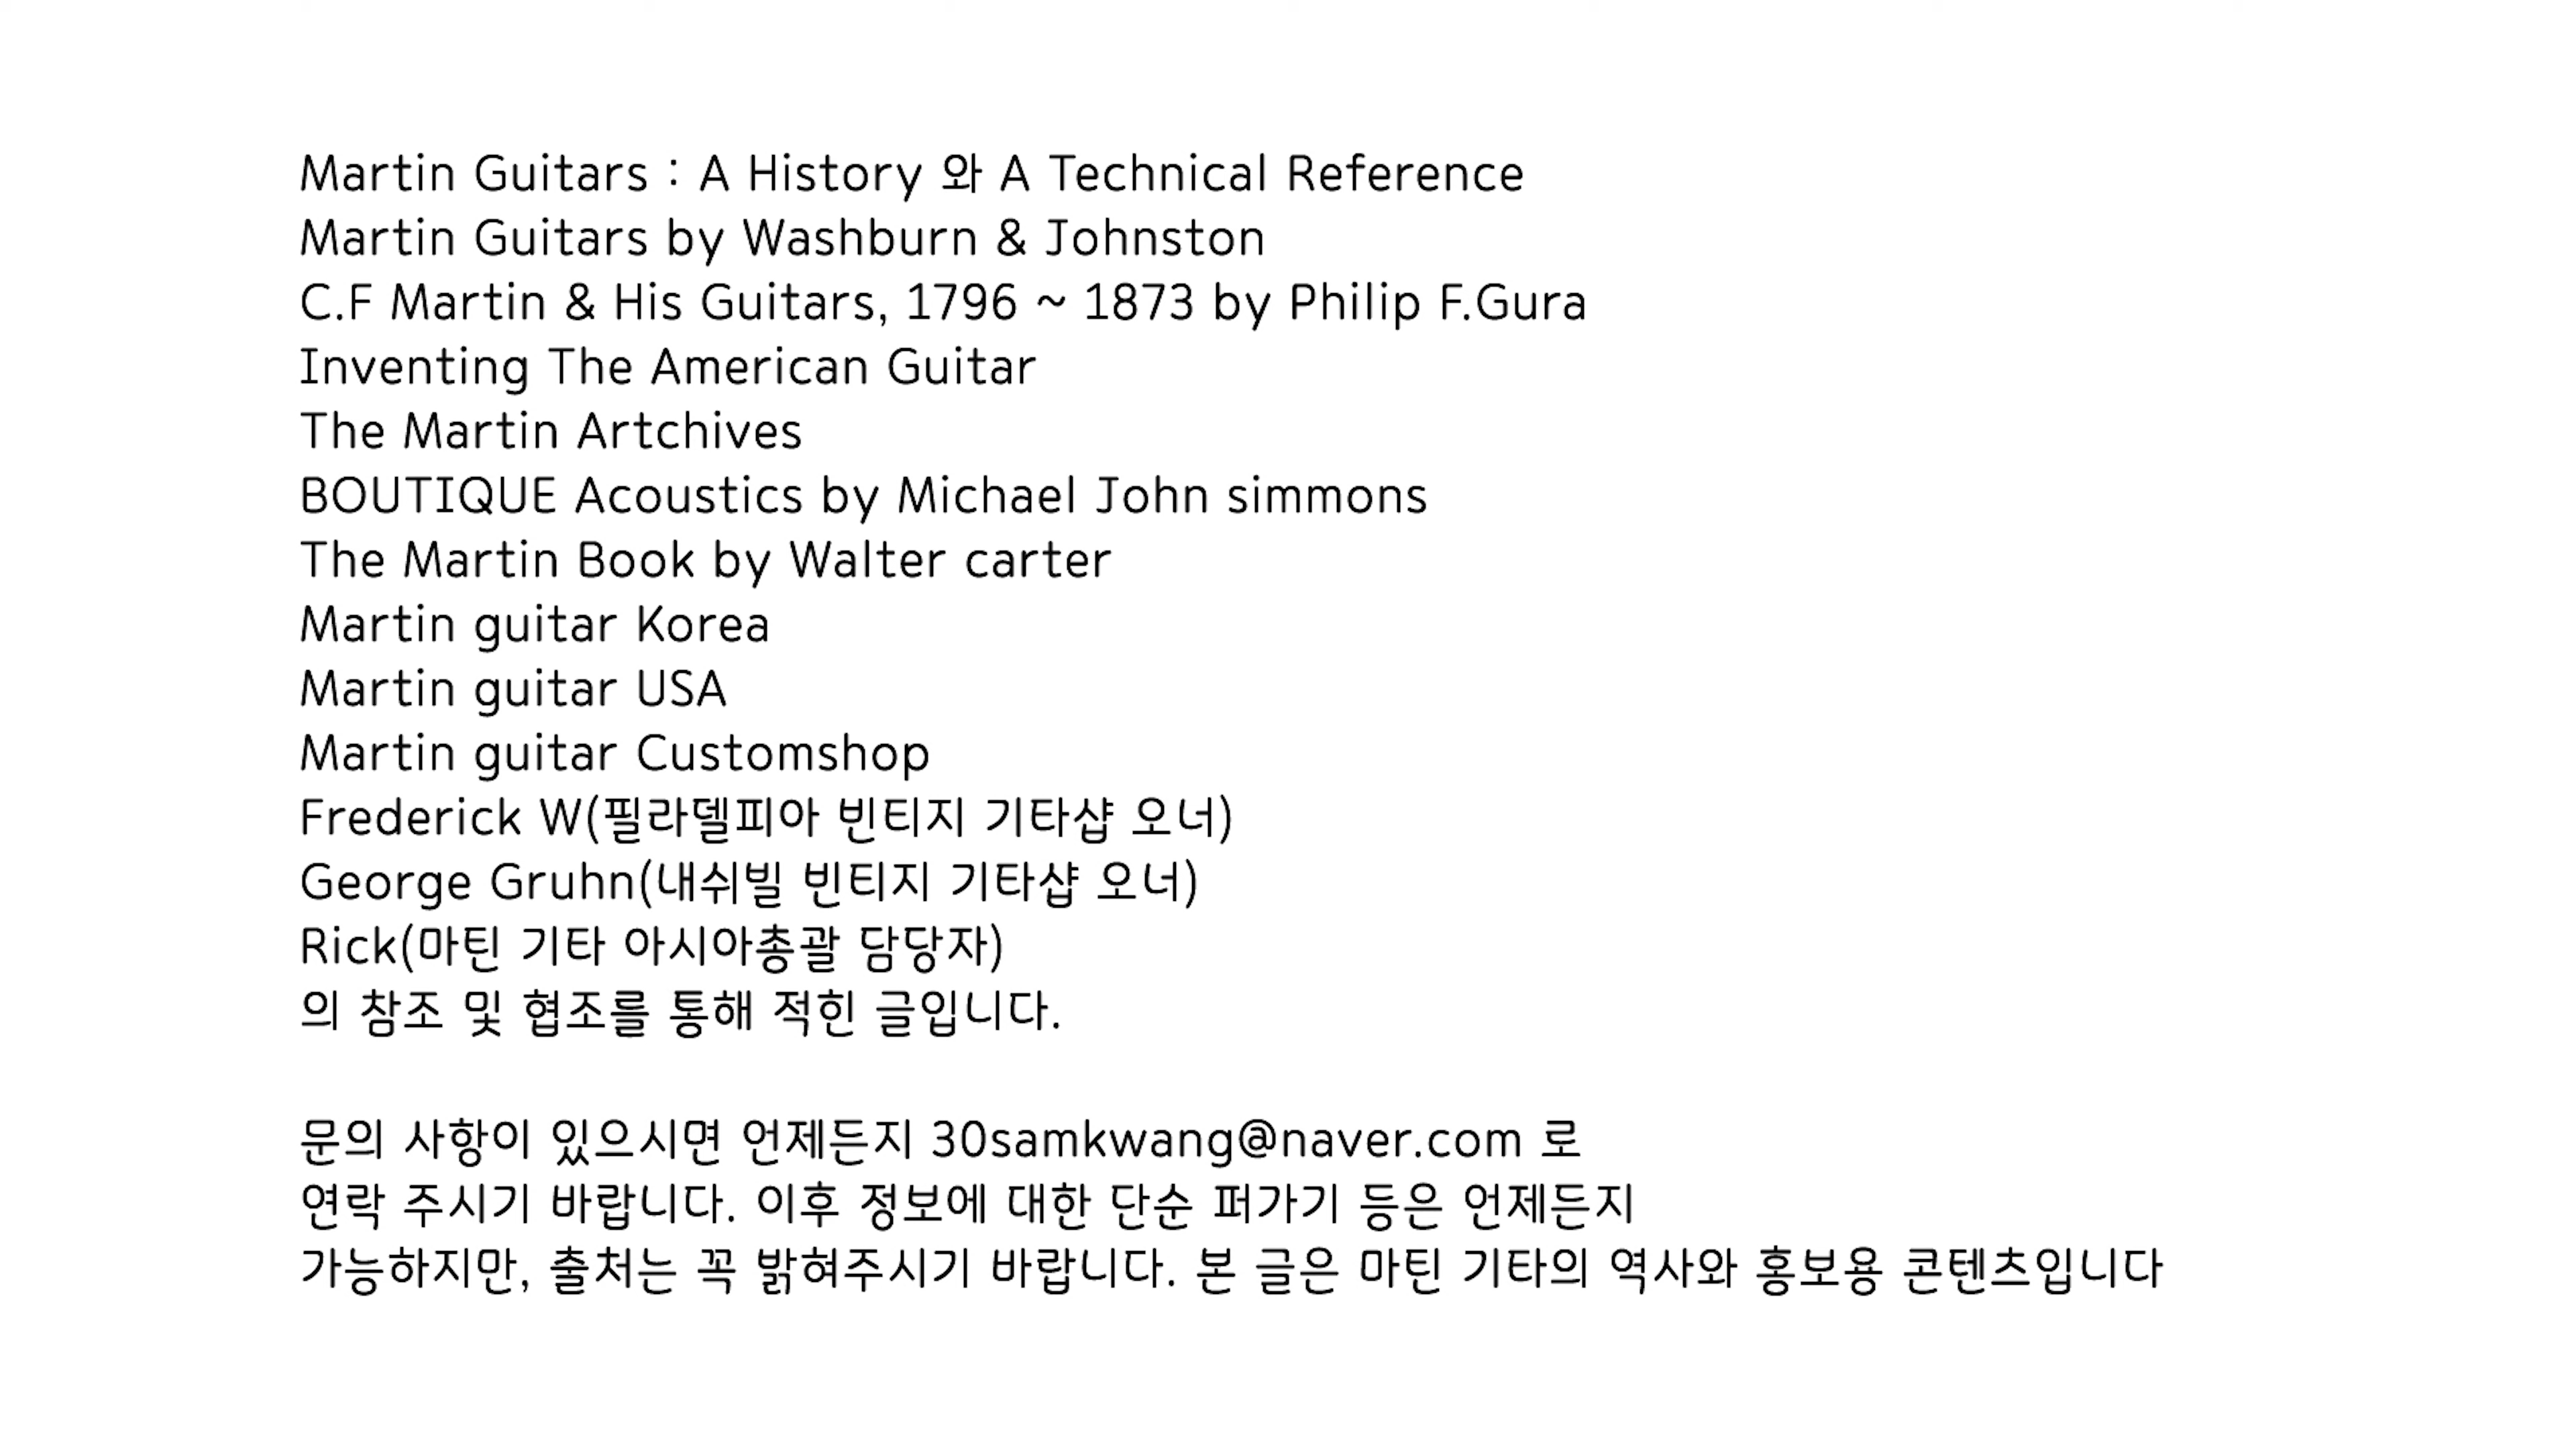 Martin Guitars : A History 와 A Technical Reference
Martin Guitars by Washburn & Johnston
C.F Martin & His Guitars, 1796 ~ 1873 by Philip F.Gura
Inventing The American Guitar
The Martin Artchives
BOUTIQUE Acoustics by Michael John simmons
The Martin Book by Walter carter
Martin guitar Korea
Martin guitar USA
Martin guitar Customshop
Frederick W(필라델피아 빈티지 기타샵 오너)
George Gruhn(내쉬빌 빈티지 기타샵 오너)
Rick(마틴 기타 아시아총괄 담당자)
의 참조 및 협조를 통해 적힌 글입니다.
문의 사항이 있으시면 언제든지 30samkwang@naver.com 로
연락 주시기 바랍니다. 이후 정보에 대한 단순 퍼가기 등은 언제든지
가능하지만, 출처는 꼭 밝혀주시기 바랍니다. 본 글은 마틴 기타의 역사와 홍보용 콘텐츠입니다